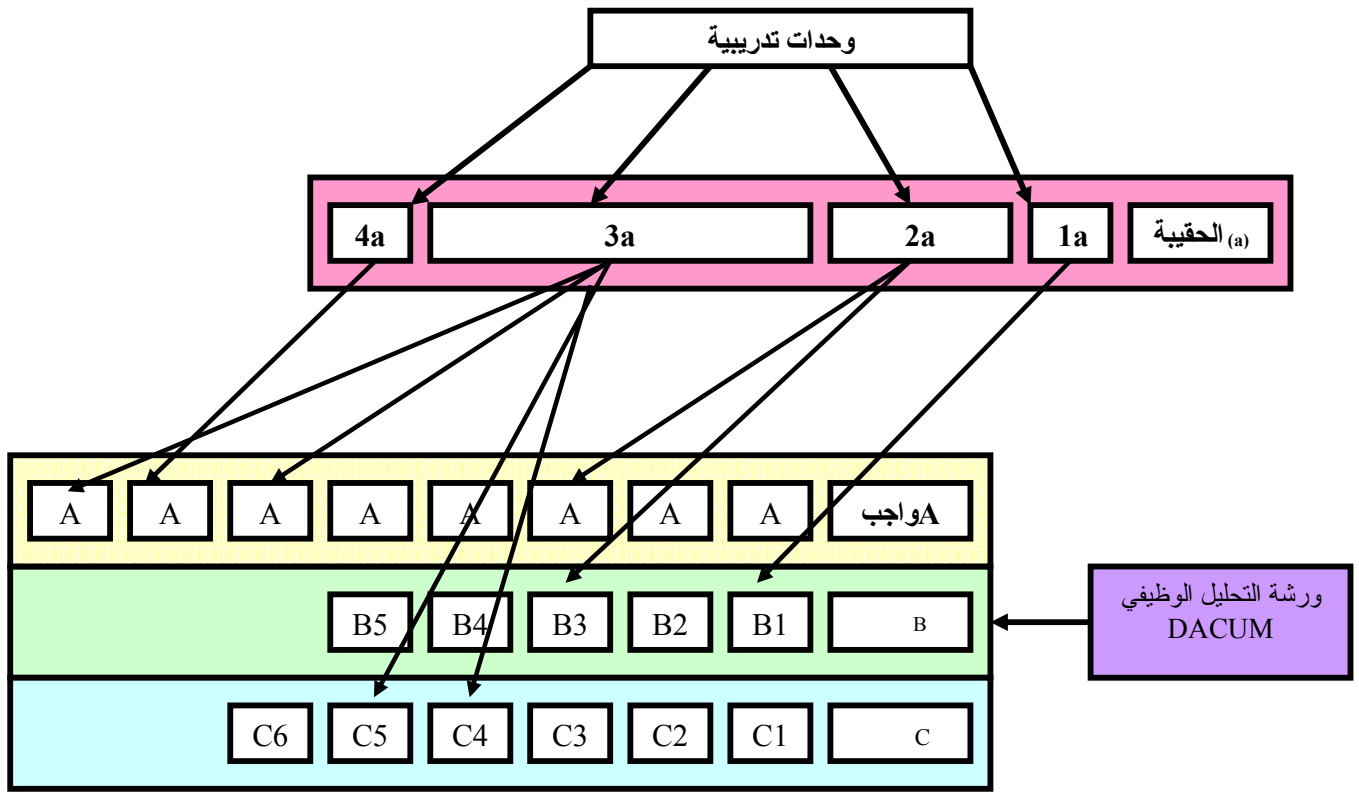 وحدات تدريبية
الحقيبة (a) 1a 2a 3a 4a
واجب A A A A A A A A A
B B1 B2 B3 B4 B5
ورشة التحليل الوظيفي
DACUM
C C1 C2 C3 C4 C5 C6